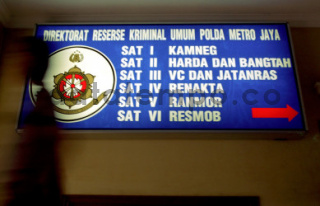 DIREKTORAT RESERSE KRIMINAL UMUM POLDA METRO JAYA
SAT I KAMNEG
SAT II HARDA DAN BANGTAH
SAT III VC DAN JATANRAS
SAT IV RENAKTA
SAT V RANMOR
SAT VI RESMOB